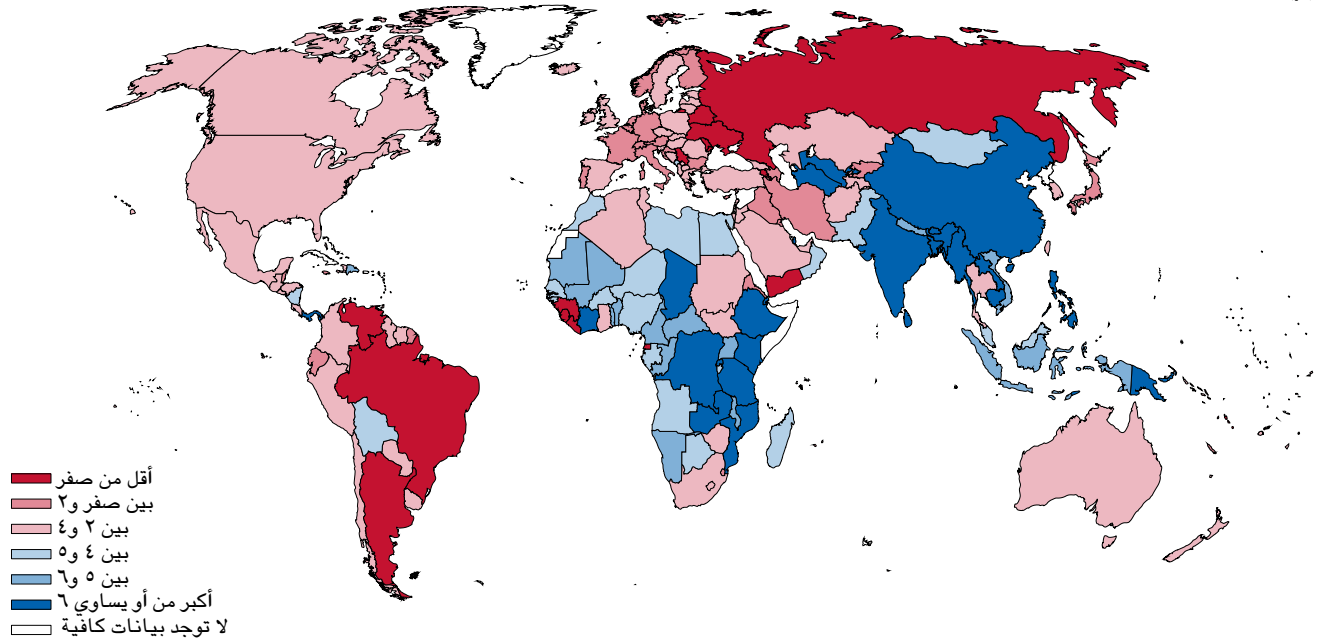 أقل من صفر
بين صفر و٢
بين ٢ و٤
بين ٤ و٥
بين ٥ و٦
أكبر من أو يساوي ٦
لا توجد بيانات كافية